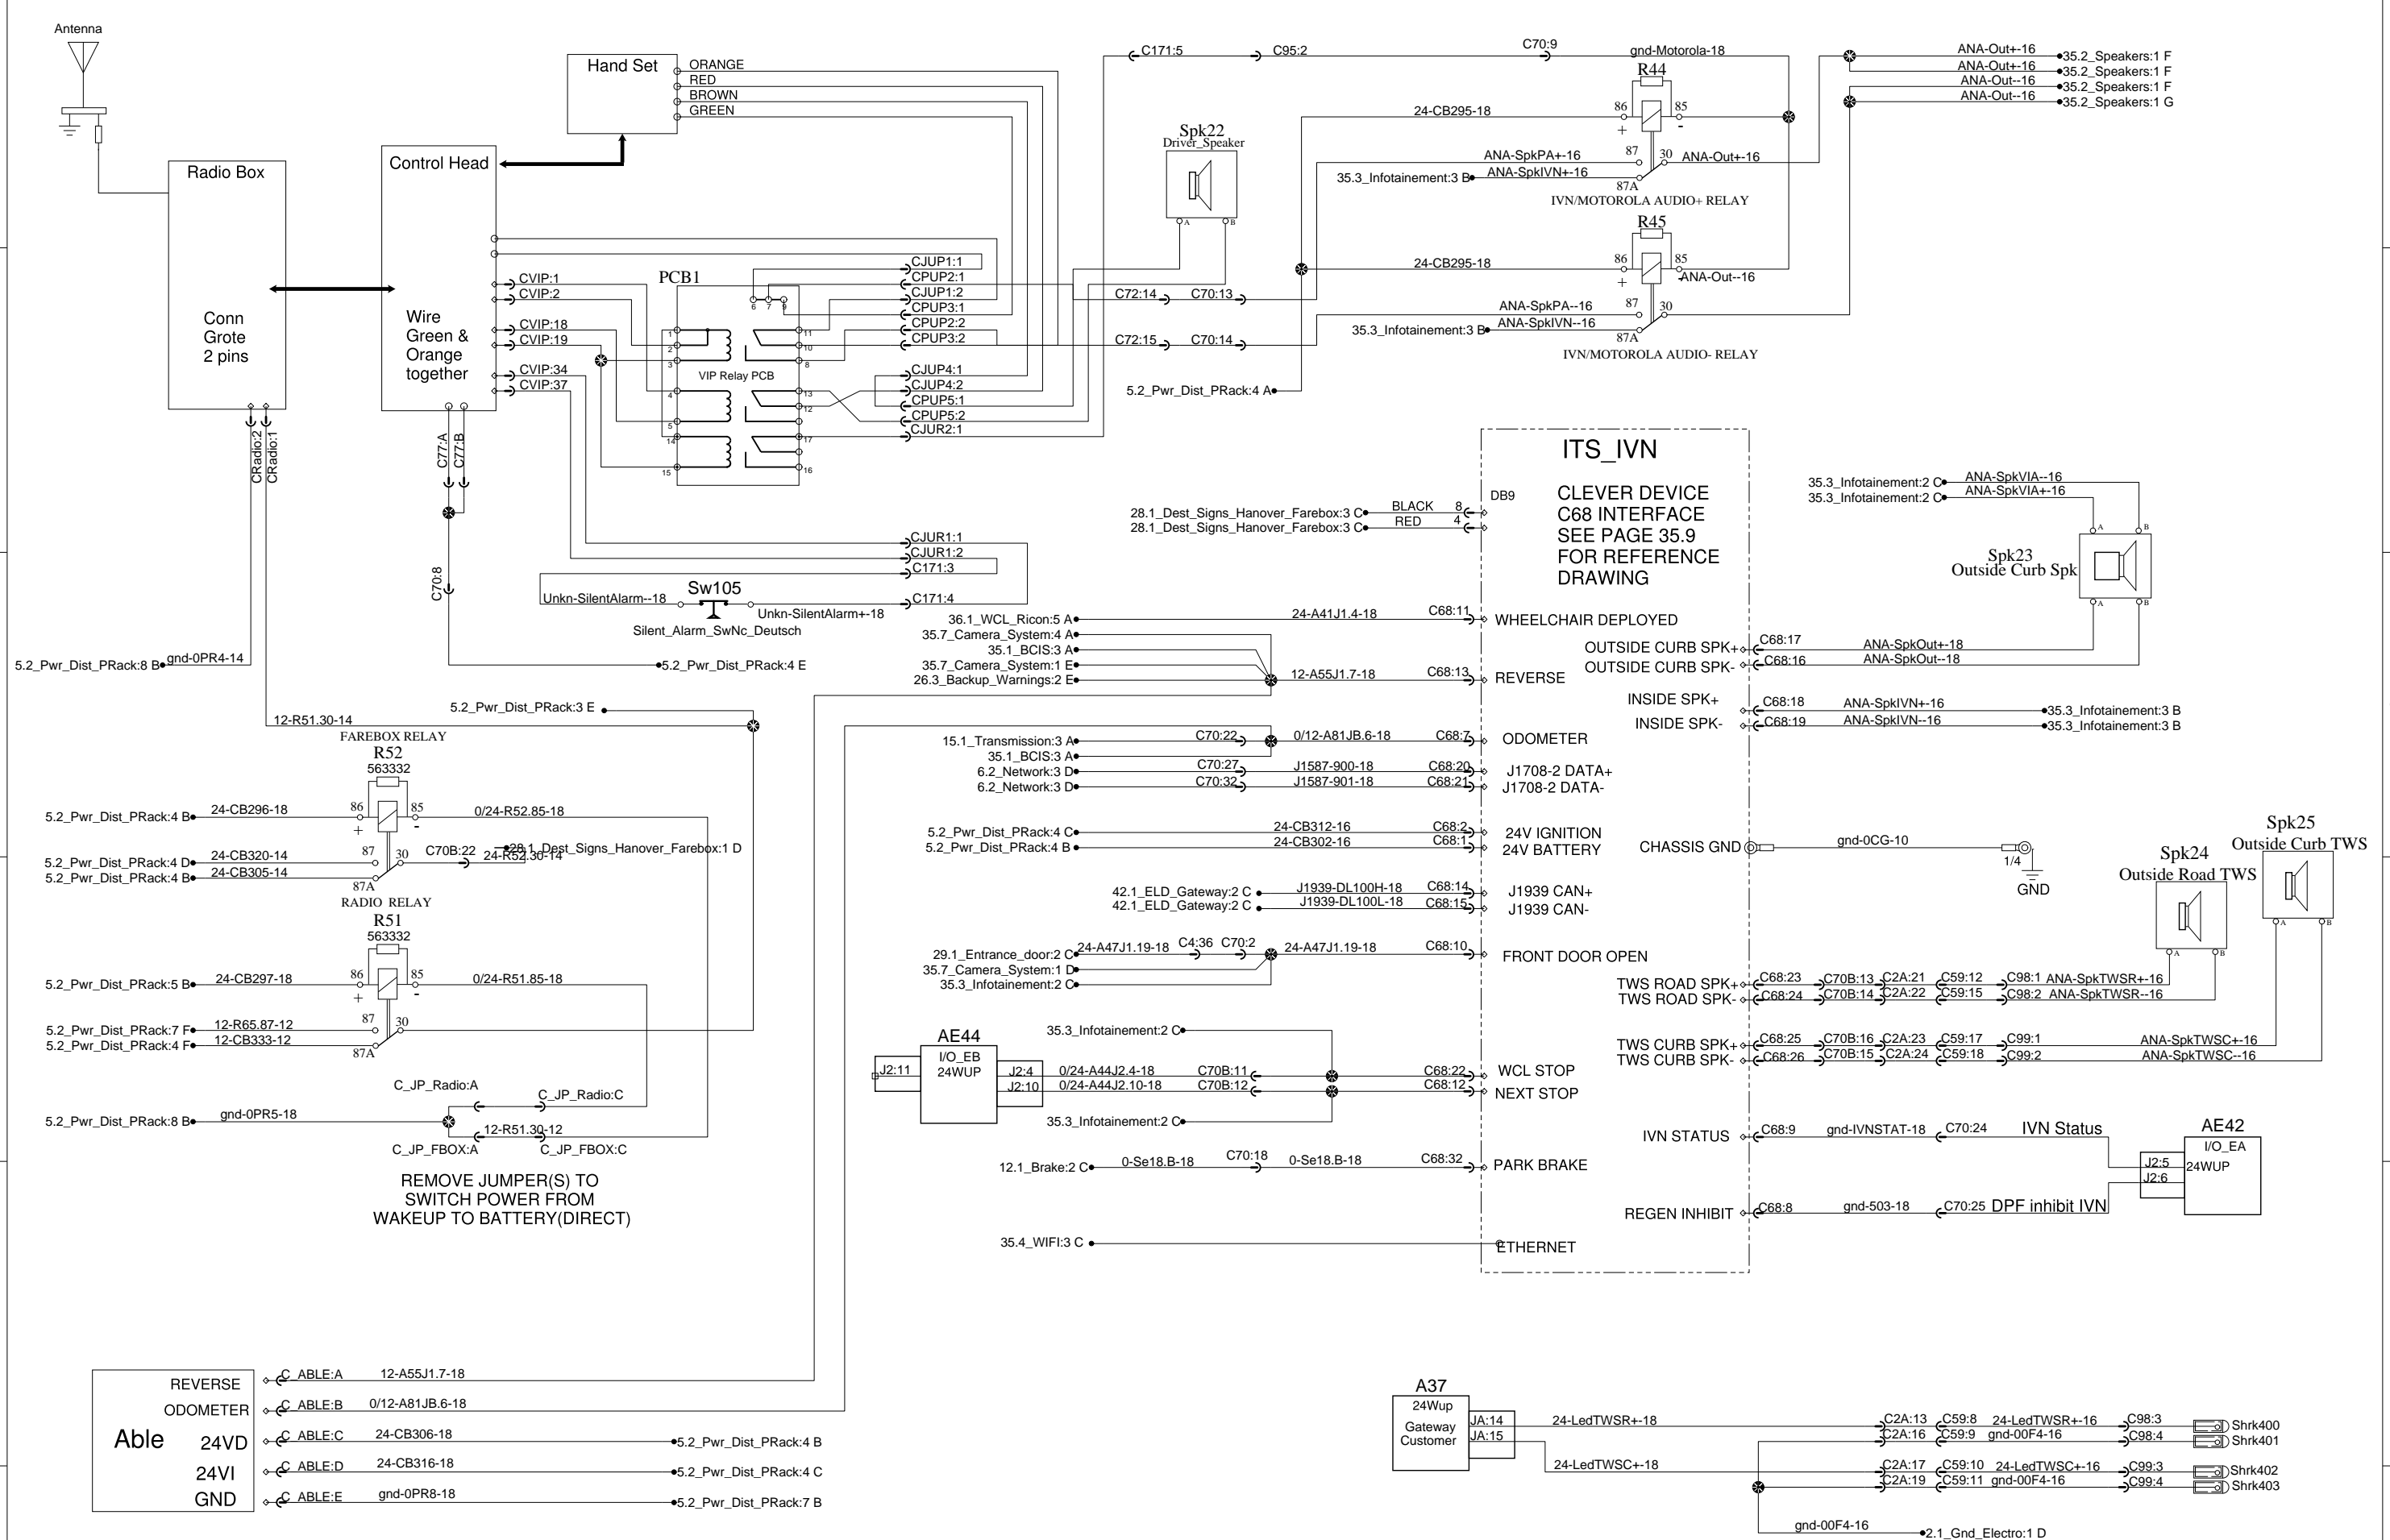 Antenna
Radio Box
Conn
Grote
2 pins
Control Head
Wire
Green &
Orange
together
Hand Set
ORANGE
RED
BROWN
GREEN
CVIP:1
CVIP:2
CVIP:18
CVIP:19
CVIP:34
CVIP:37
PCB1
VIP Relay PCB
6 7 9
1
2
3
4
5
14
15
11
10
8
13
12
17
16
CJUP1:1
CPUP2:1
CJUP1:2
CPUP3:1
CPUP2:2
CPUP3:2
CJUP4:1
CJUP4:2
CPUP5:1
CPUP5:2
CJUR2:1
CRadio:2
CRadio:1
C77:A
C77:B
C70:8
CJUR1:1
CJUR1:2
C171:3
C171:4
Sw105
Unkn-SilentAlarm--18
Unkn-SilentAlarm+-18
Silent_Alarm_SwNc_Deutsch
5.2_Pwr_Dist_PRack:8 B gnd-0PR4-14
5.2_Pwr_Dist_PRack:4 E
5.2_Pwr_Dist_PRack:3 E
12-R51.30-14
C171:5 C95:2 C70:9 gnd-Motorola-18
Spk22
Driver_Speaker
A B
C72:14 C70:13
C72:15 C70:14
5.2_Pwr_Dist_PRack:4 A
R44
24-CB295-18 86 85
+ -
ANA-SpkPA+-16 87 30 ANA-Out+-16
35.3_Infotainement:3 B ANA-SpkIVN+-16
87A
IVN/MOTOROLA AUDIO+ RELAY
R45
24-CB295-18 86 85
+ ANA-Out--16
ANA-SpkPA--16 87 30
35.3_Infotainement:3 B ANA-SpkIVN--16
87A
IVN/MOTOROLA AUDIO- RELAY
ANA-Out+-16 35.2_Speakers:1 F
ANA-Out+-16 35.2_Speakers:1 F
ANA-Out--16 35.2_Speakers:1 F
ANA-Out--16 35.2_Speakers:1 G
FAREBOX RELAY
R52
563332
5.2_Pwr_Dist_PRack:4 B 24-CB296-18 86 85 0/24-R52.85-18
+ -
5.2_Pwr_Dist_PRack:4 D 24-CB320-14 87 30 C70B:22 24-R52.30-14
28.1_Dest_Signs_Hanover_Farebox:1 D
5.2_Pwr_Dist_PRack:4 B 24-CB305-14
87A
RADIO RELAY
R51
563332
5.2_Pwr_Dist_PRack:5 B 24-CB297-18 86 85 0/24-R51.85-18
+ -
5.2_Pwr_Dist_PRack:7 F 12-R65.87-12 87 30
5.2_Pwr_Dist_PRack:4 F 12-CB333-12
87A
C_JP_Radio:A
C_JP_Radio:C
5.2_Pwr_Dist_PRack:8 B gnd-0PR5-18
12-R51.30-12
C_JP_FBOX:A C_JP_FBOX:C
REMOVE JUMPER(S) TO
SWITCH POWER FROM
WAKEUP TO BATTERY(DIRECT)
Able
REVERSE C_ABLE:A 12-A55J1.7-18
ODOMETER C_ABLE:B 0/12-A81JB.6-18
24VD C_ABLE:C 24-CB306-18 5.2_Pwr_Dist_PRack:4 B
24VI C_ABLE:D 24-CB316-18 5.2_Pwr_Dist_PRack:4 C
GND C_ABLE:E gnd-0PR8-18 5.2_Pwr_Dist_PRack:7 B
ITS_IVN
DB9
CLEVER DEVICE
C68 INTERFACE
SEE PAGE 35.9
FOR REFERENCE
DRAWING
28.1_Dest_Signs_Hanover_Farebox:3 C BLACK 8
28.1_Dest_Signs_Hanover_Farebox:3 C RED 4
36.1_WCL_Ricon:5 A 24-A41J1.4-18 C68:11 WHEELCHAIR DEPLOYED
35.7_Camera_System:4 A
35.1_BCIS:3 A
35.7_Camera_System:1 E
26.3_Backup_Warnings:2 E 12-A55J1.7-18 C68:13 REVERSE
15.1_Transmission:3 A C70:22 0/12-A81JB.6-18 C68:7 ODOMETER
35.1_BCIS:3 A
6.2_Network:3 D C70:27 J1587-900-18 C68:20 J1708-2 DATA+
6.2_Network:3 D C70:32 J1587-901-18 C68:21 J1708-2 DATA-
5.2_Pwr_Dist_PRack:4 C 24-CB312-16 C68:2 24V IGNITION
5.2_Pwr_Dist_PRack:4 B 24-CB302-16 C68:1 24V BATTERY
42.1_ELD_Gateway:2 C J1939-DL100H-18 C68:14 J1939 CAN+
42.1_ELD_Gateway:2 C J1939-DL100L-18 C68:15 J1939 CAN-
29.1_Entrance_door:2 C 24-A47J1.19-18 C4:36 C70:2 24-A47J1.19-18 C68:10 FRONT DOOR OPEN
35.7_Camera_System:1 D
35.3_Infotainement:2 C
35.3_Infotainement:2 C
AE44
I/O_EB
24WUP
J2:11
J2:4 0/24-A44J2.4-18 C70B:11 C68:22 WCL STOP
J2:10 0/24-A44J2.10-18 C70B:12 C68:12 NEXT STOP
35.3_Infotainement:2 C
12.1_Brake:2 C 0-Se18.B-18 C70:18 0-Se18.B-18 C68:32 PARK BRAKE
35.4_WIFI:3 C ETHERNET
35.3_Infotainement:2 C ANA-SpkVIA--16
35.3_Infotainement:2 C ANA-SpkVIA+-16
A B
Spk23
Outside Curb Spk
A B
OUTSIDE CURB SPK+ C68:17 ANA-SpkOut+-18
OUTSIDE CURB SPK- C68:16 ANA-SpkOut--18
INSIDE SPK+ C68:18 ANA-SpkIVN+-16 35.3_Infotainement:3 B
INSIDE SPK- C68:19 ANA-SpkIVN--16 35.3_Infotainement:3 B
CHASSIS GND gnd-0CG-10 1/4
GND
Spk24
Outside Road TWS
A B
Spk25
Outside Curb TWS
A B
TWS ROAD SPK+ C68:23 C70B:13 C2A:21 C59:12 C98:1 ANA-SpkTWSR+-16
TWS ROAD SPK- C68:24 C70B:14 C2A:22 C59:15 C98:2 ANA-SpkTWSR--16
TWS CURB SPK+ C68:25 C70B:16 C2A:23 C59:17 C99:1 ANA-SpkTWSC+-16
TWS CURB SPK- C68:26 C70B:15 C2A:24 C59:18 C99:2 ANA-SpkTWSC--16
IVN STATUS C68:9 gnd-IVNSTAT-18 C70:24 IVN Status
AE42
I/O_EA
24WUP
J2:5
J2:6
REGEN INHIBIT C68:8 gnd-503-18 C70:25 DPF inhibit IVN
A37
24Wup
Gateway
Customer
JA:14 24-LedTWSR+-18 C2A:13 C59:8 24-LedTWSR+-16 C98:3 Shrk400
C2A:16 C59:9 gnd-00F4-16 C98:4 Shrk401
JA:15 24-LedTWSC+-18 C2A:17 C59:10 24-LedTWSC+-16 C99:3 Shrk402
C2A:19 C59:11 gnd-00F4-16 C99:4 Shrk403
gnd-00F4-16 2.1_Gnd_Electro:1 D